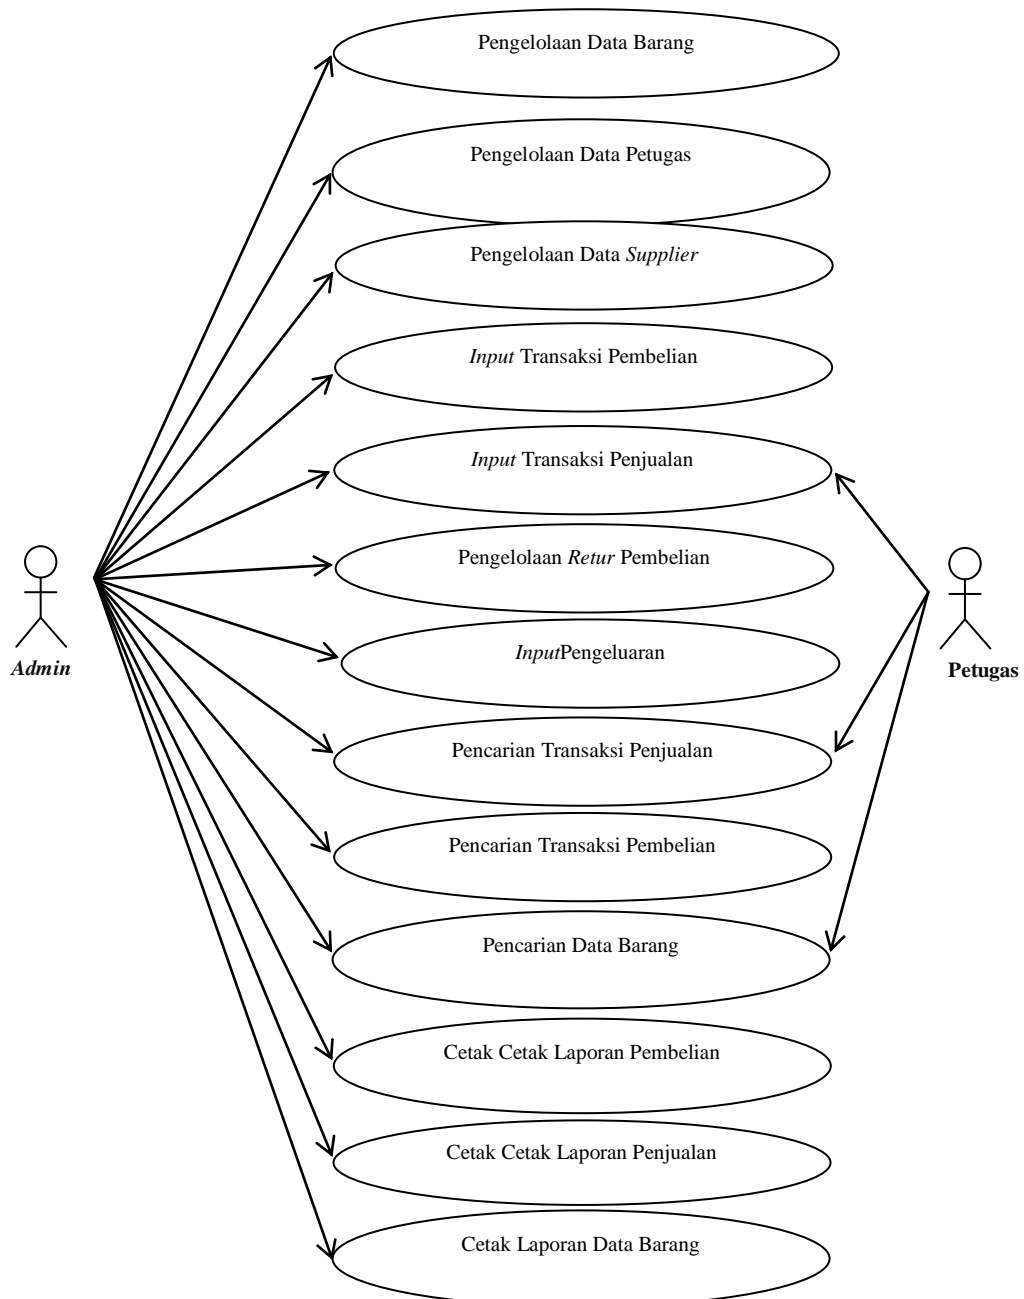 Pengelolaan Data Barang
Pengelolaan Data Petugas
Pengelolaan Data Supplier
Input Transaksi Pembelian
Input Transaksi Penjualan
Pengelolaan Retur Pembelian
InputPengeluaran
Admin
Petugas
Pencarian Transaksi Penjualan
Pencarian Transaksi Pembelian
Pencarian Data Barang
Cetak Cetak Laporan Pembelian
Cetak Cetak Laporan Penjualan
Cetak Laporan Data Barang